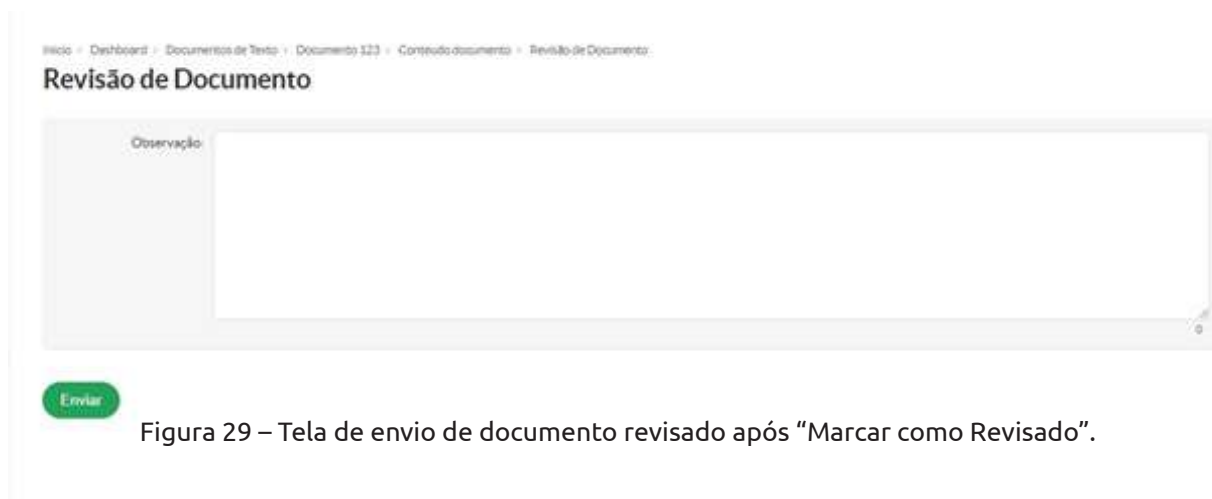 Início › Dashboard › Documentos de Texto › Documento 123 › Conteúdo documento › Revisão de Documento
Revisão de Documento
Observação:
0
Enviar
Figura 29 – Tela de envio de documento revisado após “Marcar como Revisado”.